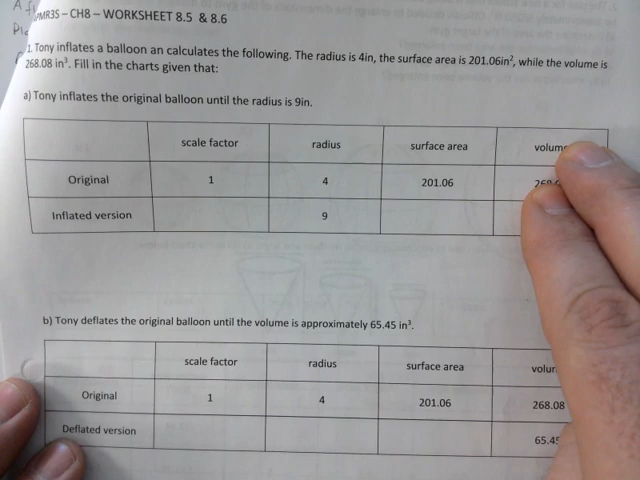 PMR3S – CH8 – WORKSHEET 8.5 & 8.6
1. Tony inflates a balloon an calculates the following. The radius is 4in, the surface area is 201.06in², while the volume is
268.08 in³. Fill in the charts given that:
a) Tony inflates the original balloon until the radius is 9in.
scale factor radius surface area volume
Original 1 4 201.06
Inflated version 9
b) Tony deflates the original balloon until the volume is approximately 65.45 in³.
scale factor radius surface area
Original 1 4 201.06 268.08
Deflated version 65.45